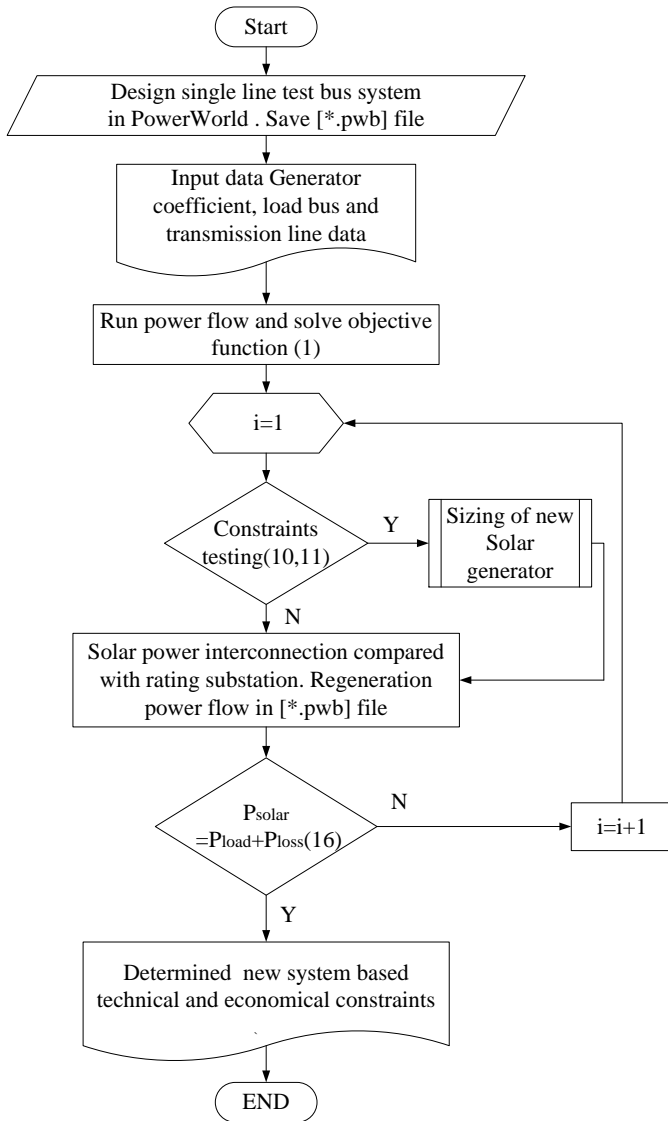 Start
Design single line test bus system
in PowerWorld . Save [*.pwb] file
Input data Generator
coefficient, load bus and
transmission line data
Run power flow and solve objective
function (1)
i=1
Constraints
testing(10,11)
Y
Sizing of new
Solar
generator
N
Solar power interconnection compared
with rating substation. Regeneration
power flow in [*.pwb] file
Psolar
=Pload+Ploss(16)
N
i=i+1
Y
Determined new system based
technical and economical constraints
.
END